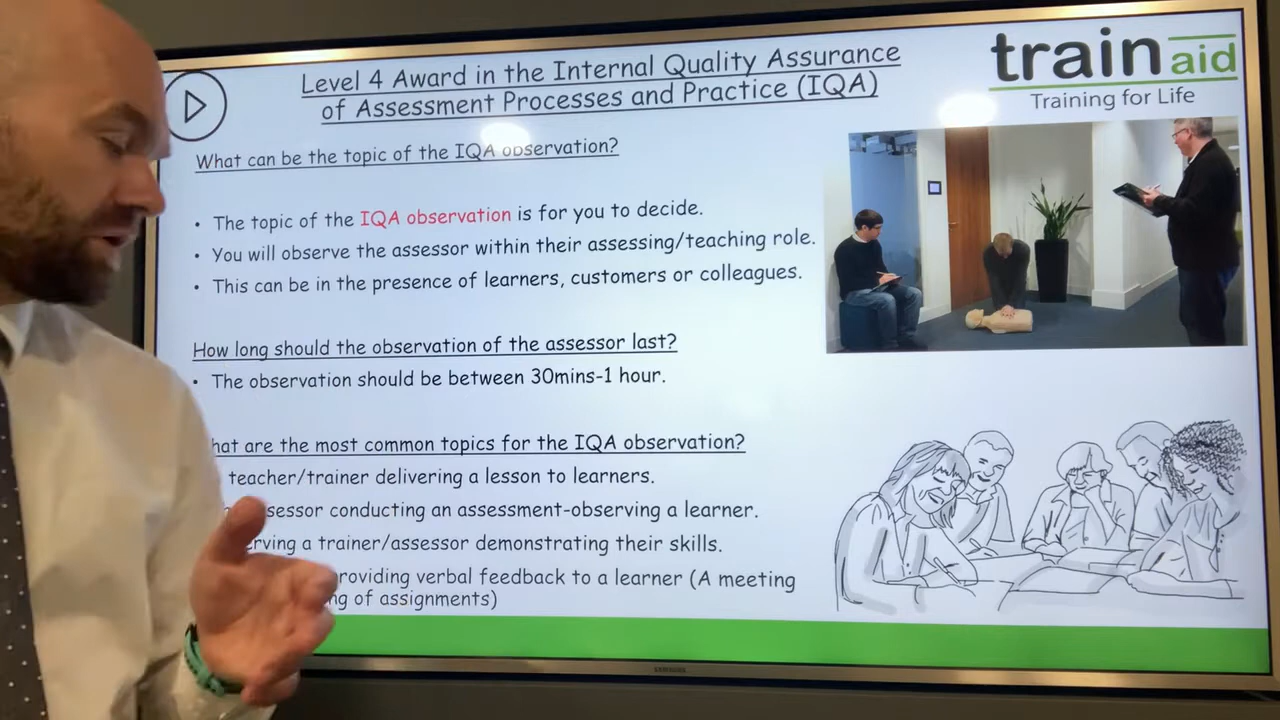 Level 4 Award in the Internal Quality Assurance
of Assessment Processes and Practice (IQA)
train aid
Training for Life
What can be the topic of the IQA observation?
• The topic of the IQA observation is for you to decide.
• You will observe the assessor within their assessing/teaching role.
• This can be in the presence of learners, customers or colleagues.
How long should the observation of the assessor last?
• The observation should be between 30mins-1 hour.
are the most common topics for the IQA observation?
teacher/trainer delivering a lesson to learners.
conducting an assessment-observing a learner.
a trainer/assessor demonstrating their skills.
verbal feedback to a learner (A meeting
of assignments)
SAMSUNG